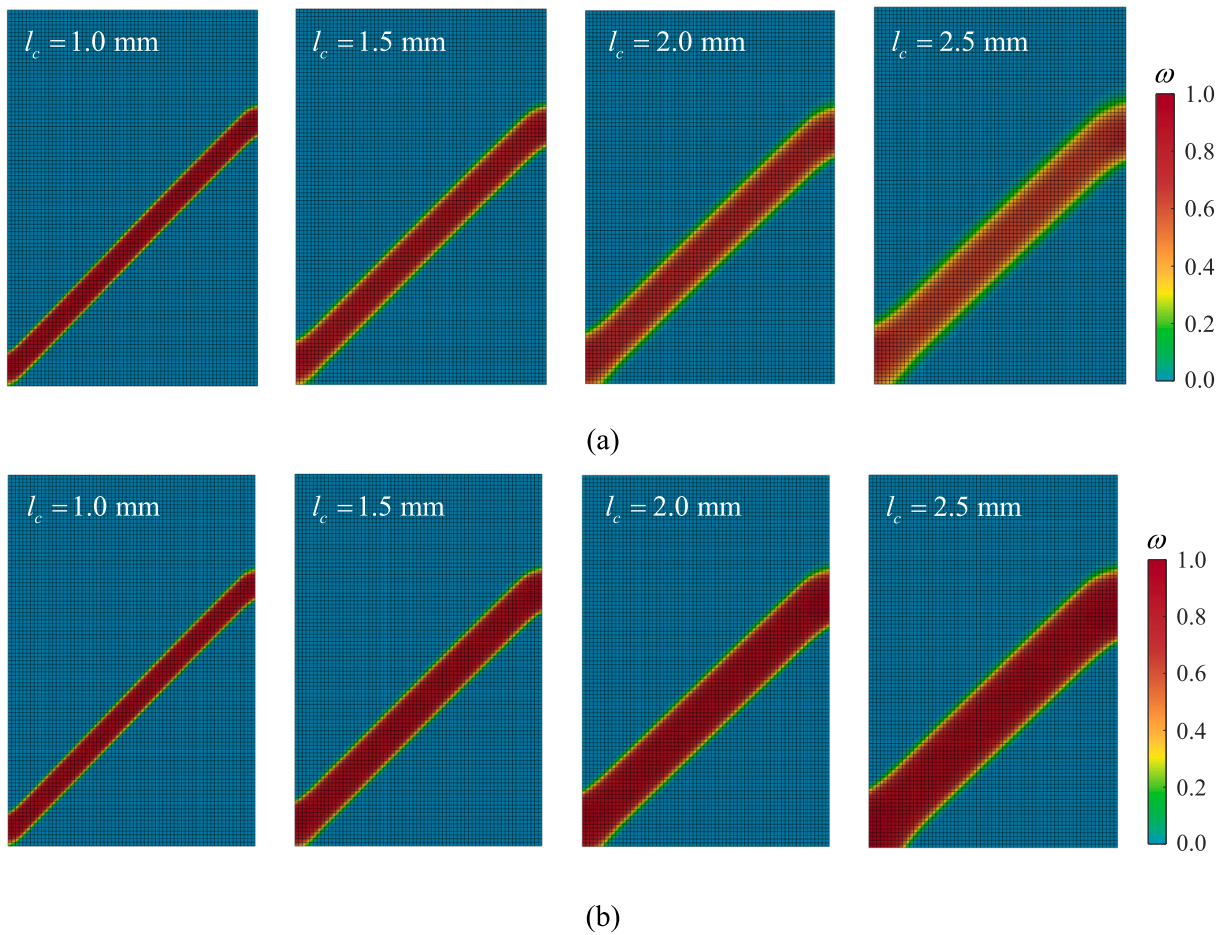 l_c = 1.0 mm
l_c = 1.5 mm
l_c = 2.0 mm
l_c = 2.5 mm
ω
1.0
0.8
0.6
0.4
0.2
0.0
(a)
l_c = 1.0 mm
l_c = 1.5 mm
l_c = 2.0 mm
l_c = 2.5 mm
ω
1.0
0.8
0.6
0.4
0.2
0.0
(b)